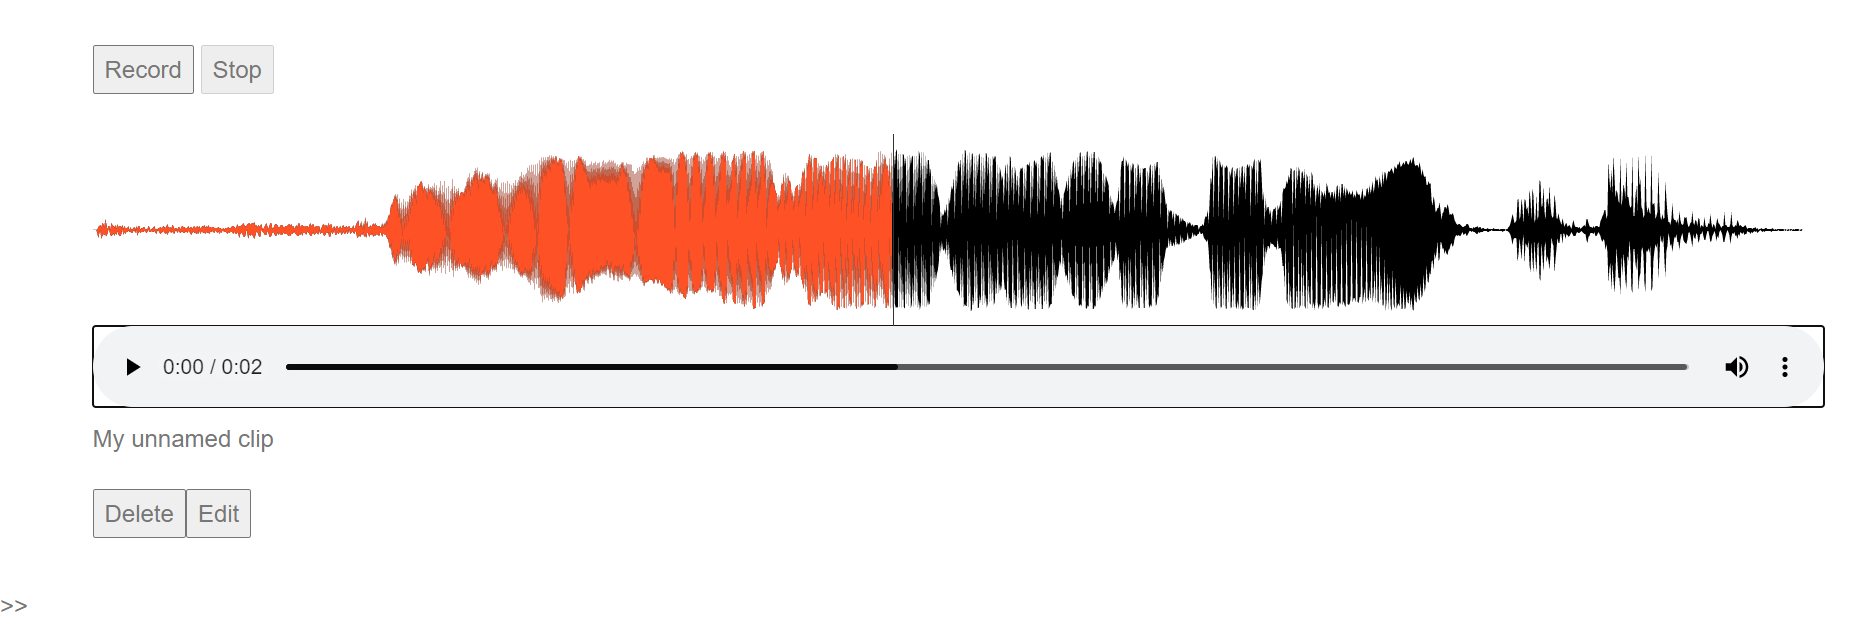 Record Stop
0:00 / 0:02
My unnamed clip
Delete Edit
>>